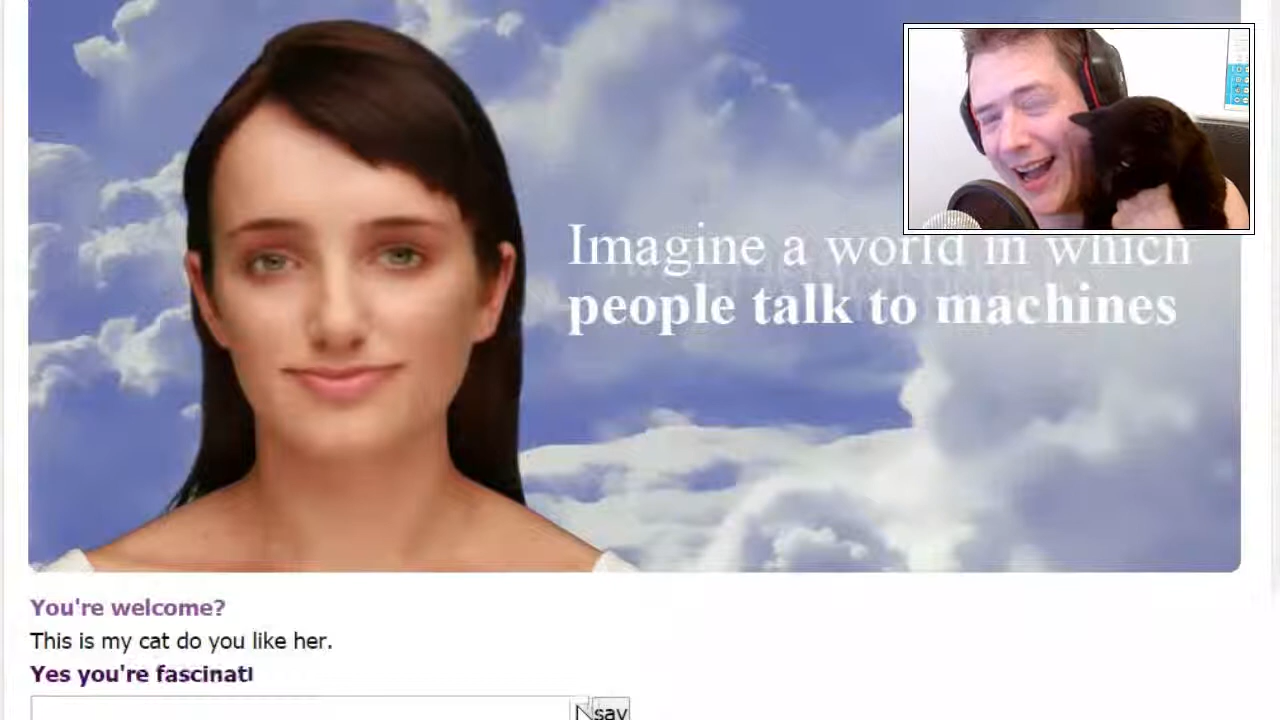 Imagine a world in which
people talk to machines
You're welcome?
This is my cat do you like her.
Yes you're fascinati
say